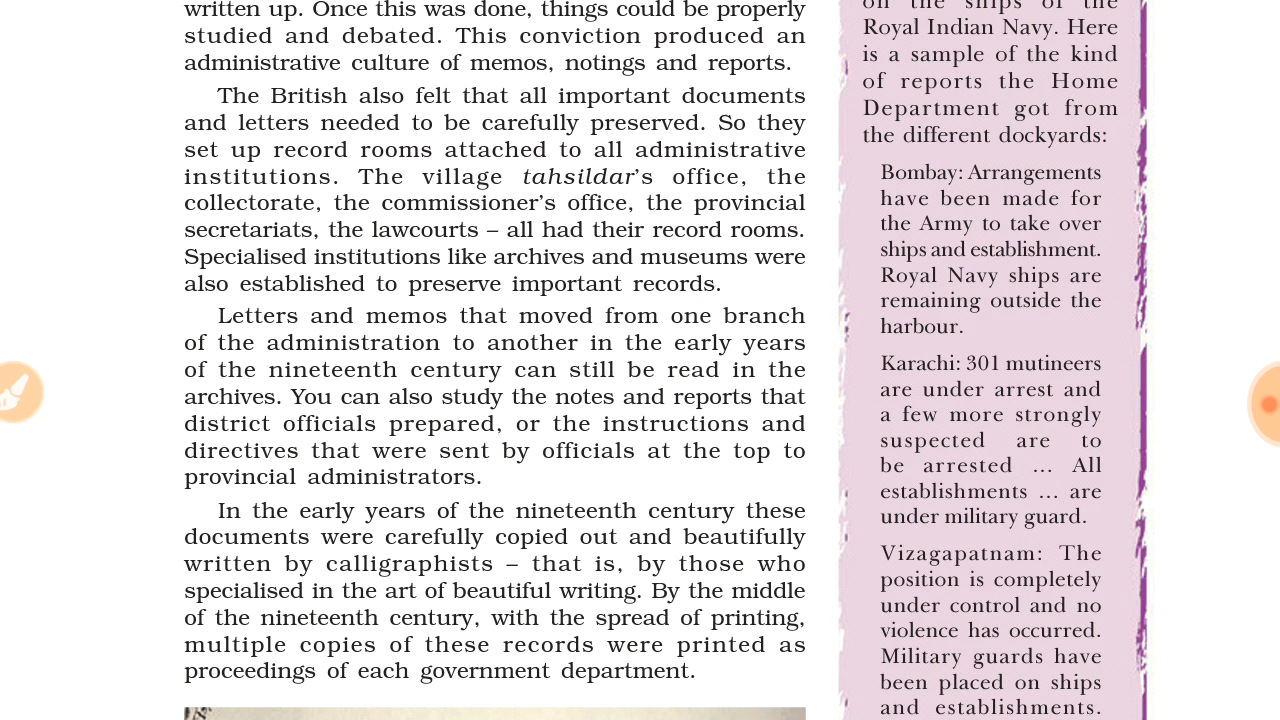 written up. Once this was done, things could be properly
studied and debated. This conviction produced an
administrative culture of memos, notings and reports.
The British also felt that all important documents
and letters needed to be carefully preserved. So they
set up record rooms attached to all administrative
institutions. The village tahsildar’s office, the
collectorate, the commissioner’s office, the provincial
secretariats, the lawcourts – all had their record rooms.
Specialised institutions like archives and museums were
also established to preserve important records.
Letters and memos that moved from one branch
of the administration to another in the early years
of the nineteenth century can still be read in the
archives. You can also study the notes and reports that
district officials prepared, or the instructions and
directives that were sent by officials at the top to
provincial administrators.
In the early years of the nineteenth century these
documents were carefully copied out and beautifully
written by calligraphists – that is, by those who
specialised in the art of beautiful writing. By the middle
of the nineteenth century, with the spread of printing,
multiple copies of these records were printed as
proceedings of each government department.
on the ships of the
Royal Indian Navy. Here
is a sample of the kind
of reports the Home
Department got from
the different dockyards:
Bombay: Arrangements
have been made for
the Army to take over
ships and establishment.
Royal Navy ships are
remaining outside the
harbour.
Karachi: 301 mutineers
are under arrest and
a few more strongly
suspected are to
be arrested … All
establishments … are
under military guard.
Vizagapatnam: The
position is completely
under control and no
violence has occurred.
Military guards have
been placed on ships
and establishments.